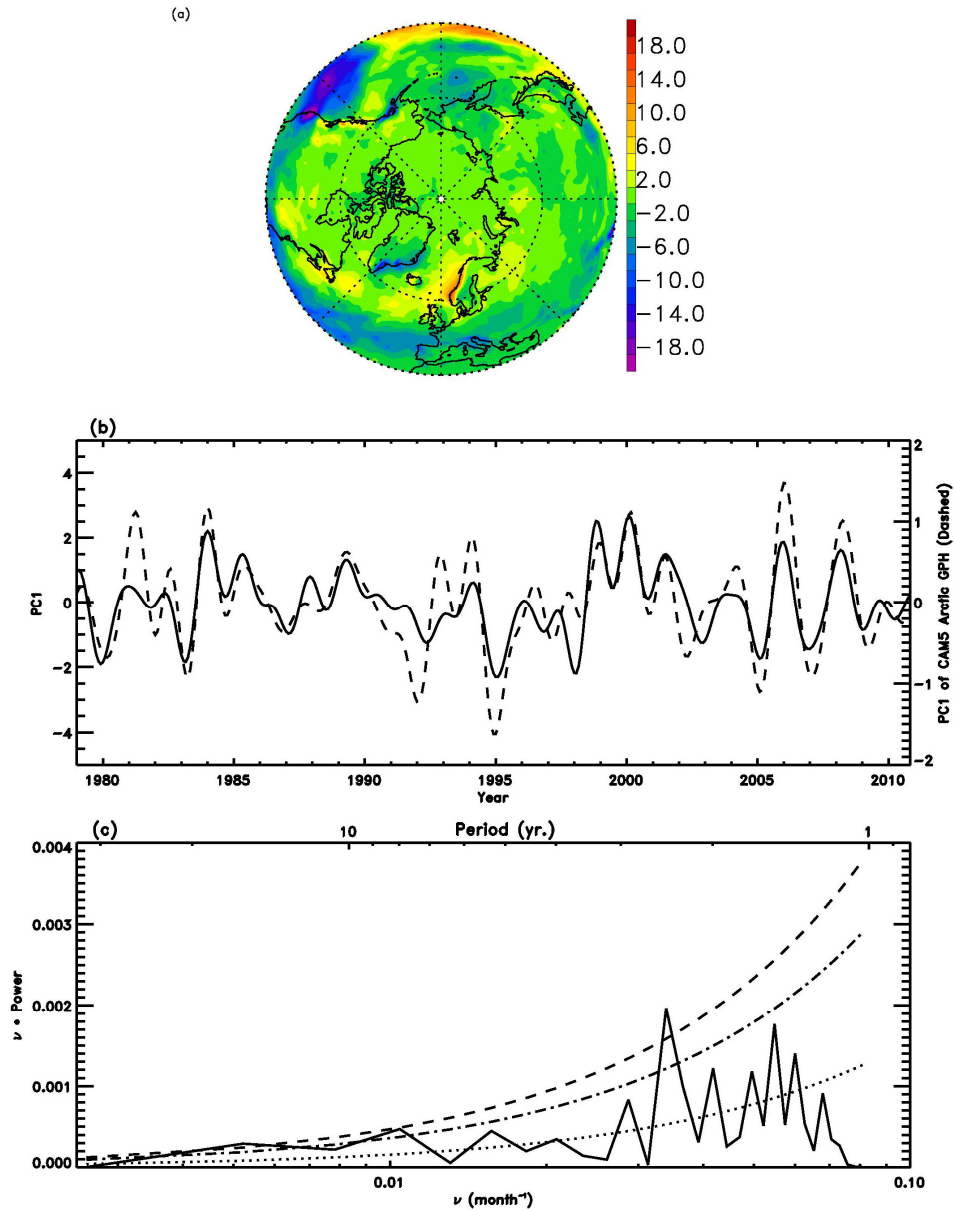 (a)
18.0
14.0
10.0
6.0
2.0
−2.0
−6.0
−10.0
−14.0
−18.0
(b)
4
2
0
−2
−4
PC1
2
1
0
−1
−2
PC1 of CAM5 Arctic GPH (Dashed)
1980 1985 1990 1995 2000 2005 2010
Year
(c) 10 Period (yr.) 1
0.004
0.003
0.002
0.001
0.000
ν • Power
0.01 0.10
ν (month⁻¹)